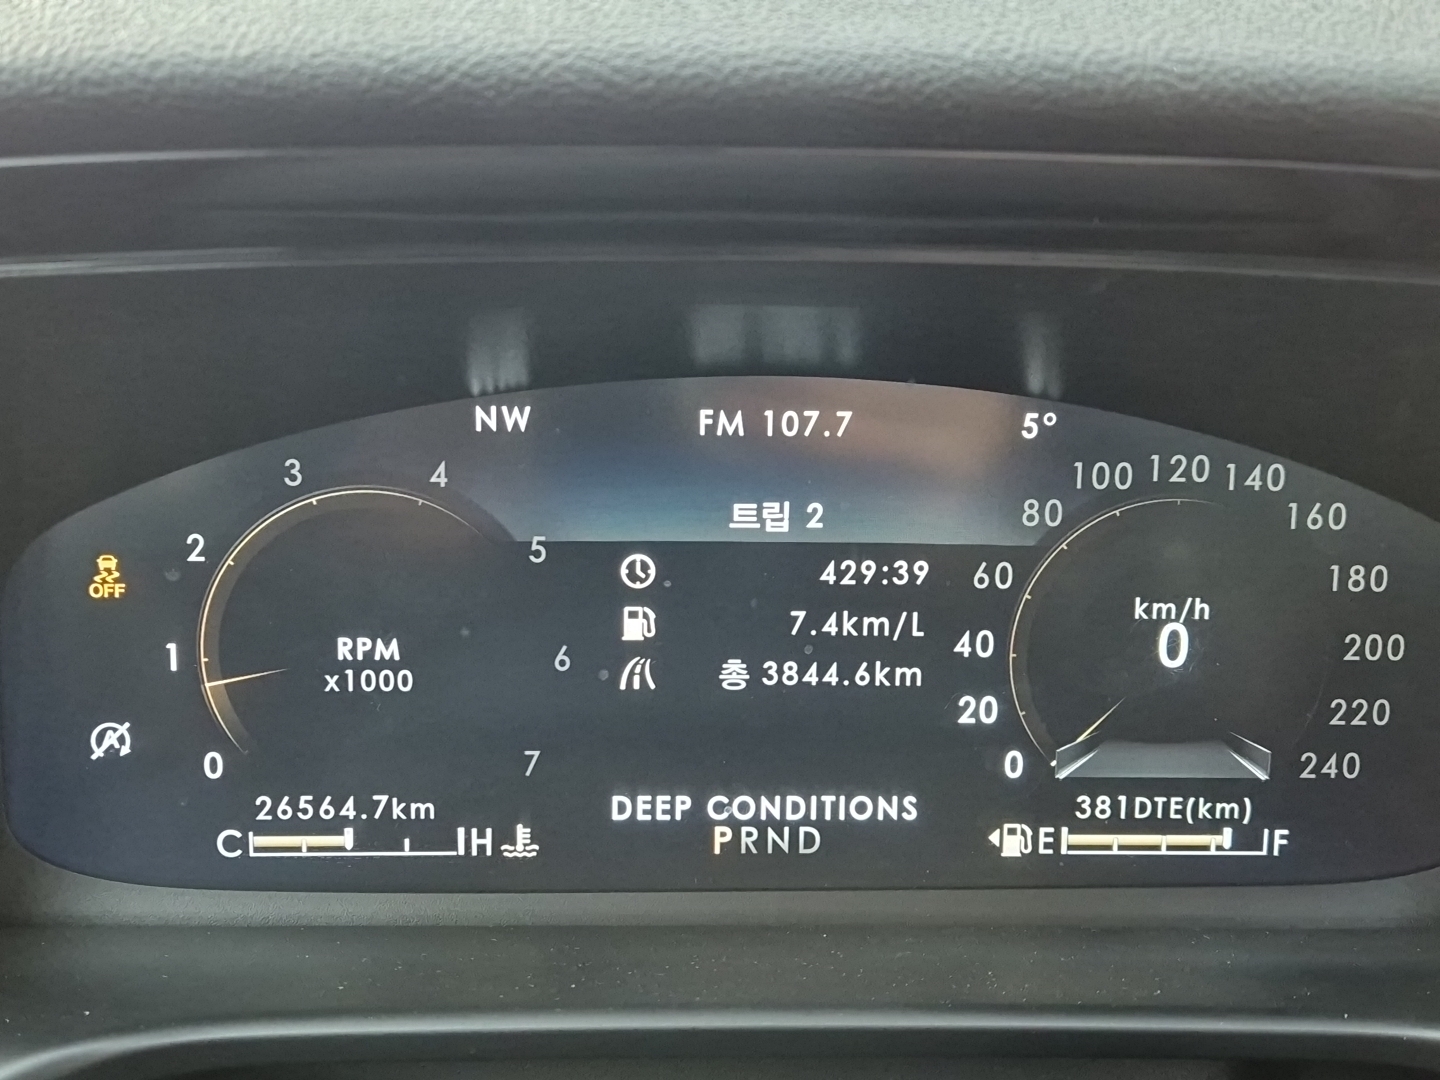 NW FM 107.7 5°
트립 2
429:39
7.4km/L
총 3844.6km
OFF
0 1 2 3 4 5 6 7
RPM
x1000
0 20 40 60 80 100 120 140 160 180 200 220 240
km/h
0
26564.7km
C H
DEEP CONDITIONS
PRND
381DTE(km)
E F